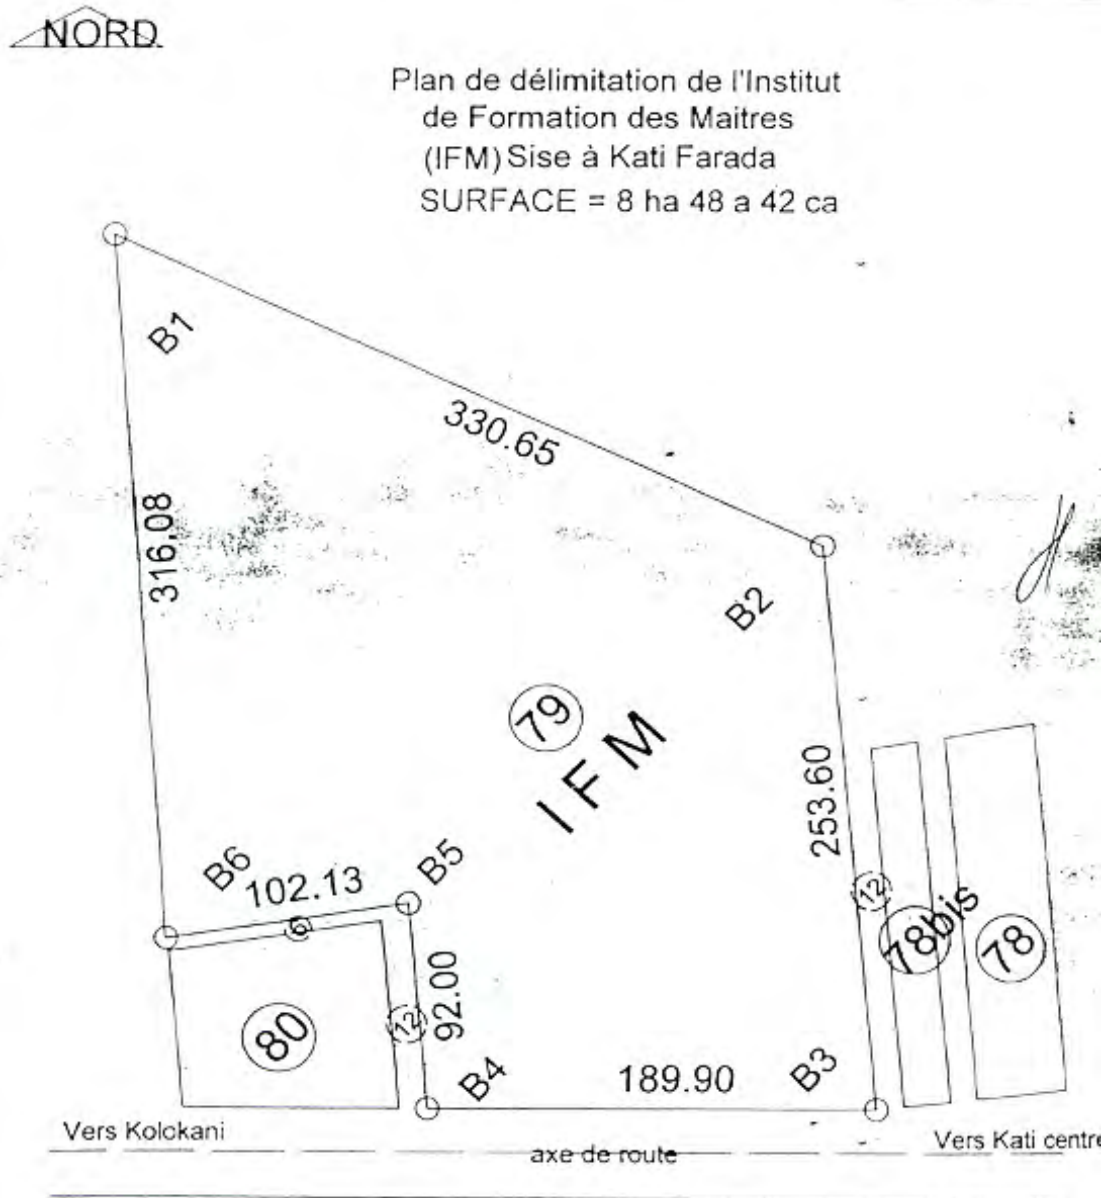 NORD
Plan de délimitation de l'Institut
de Formation des Maitres
(IFM) Sise à Kati Farada
SURFACE = 8 ha 48 a 42 ca
B1
330.65
316,08
B2
79
I F M
253.60
B6
102.13
B5
6
12
78bis
78
92.00
12
80
B4
189.90
B3
Vers Kolokani
axe de route
Vers Kati centre